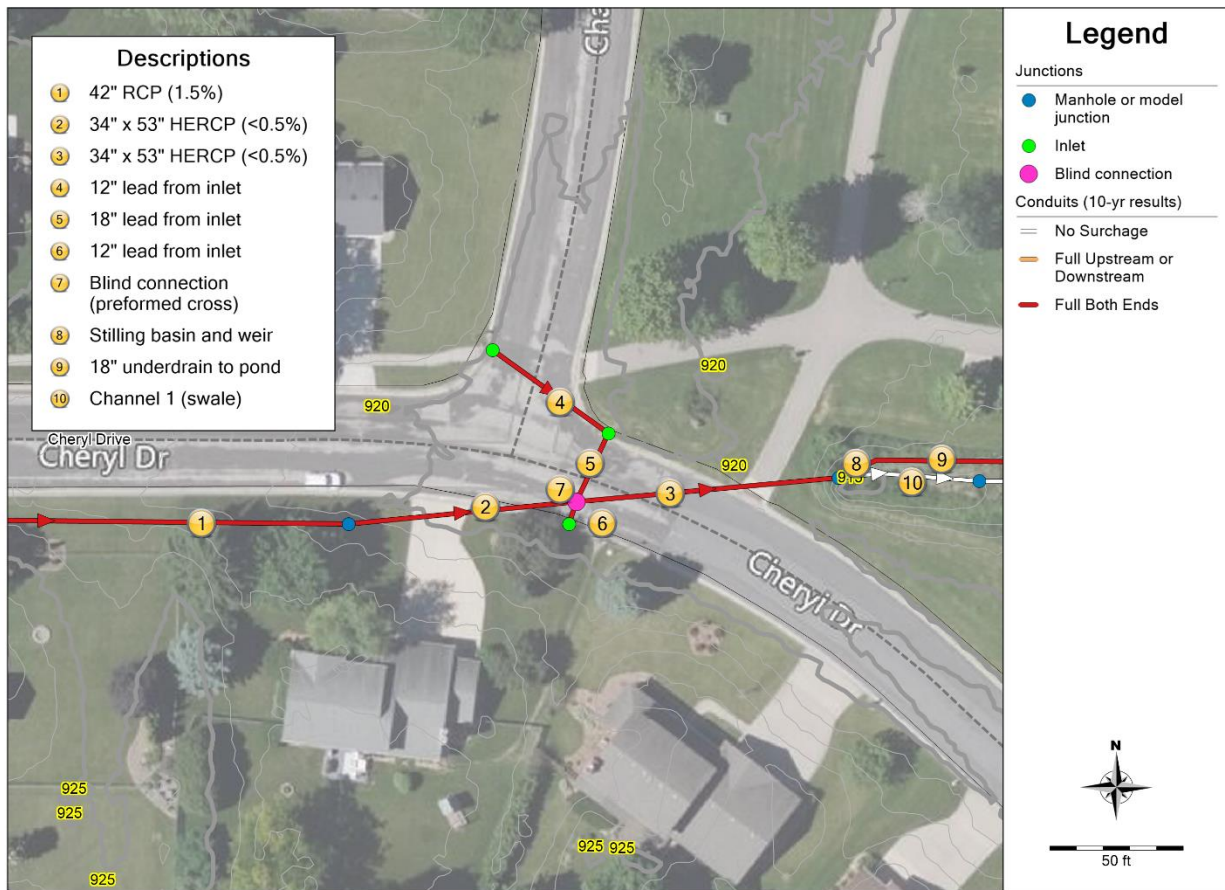 Descriptions
1 42" RCP (1.5%)
2 34" x 53" HERCP (<0.5%)
3 34" x 53" HERCP (<0.5%)
4 12" lead from inlet
5 18" lead from inlet
6 12" lead from inlet
7 Blind connection
(preformed cross)
8 Stilling basin and weir
9 18" underdrain to pond
10 Channel 1 (swale)
Cha
920
920
920
4
Cheryl Drive
Cheryl Dr
5
8
9
10
7
3
2
6
1
Cheryl Dr
925
925
925
925
925
Legend
Junctions
Manhole or model
junction
Inlet
Blind connection
Conduits (10-yr results)
No Surchage
Full Upstream or
Downstream
Full Both Ends
N
50 ft